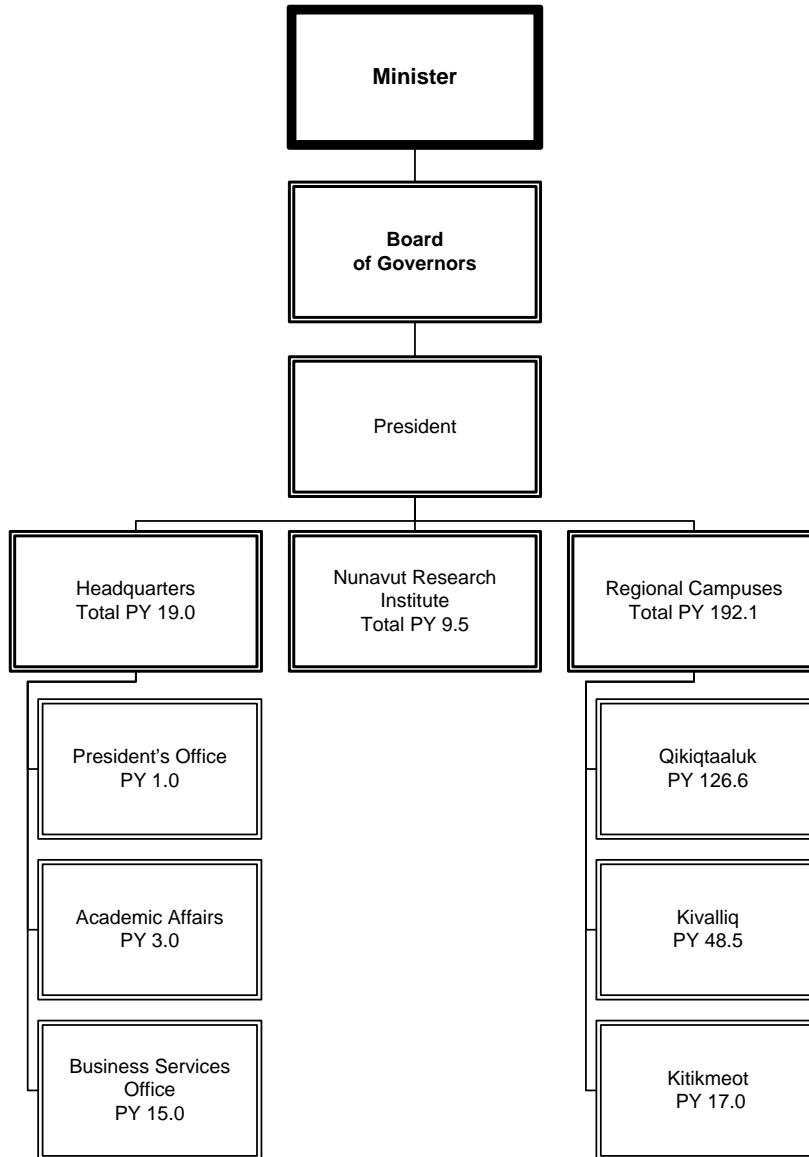 Minister
Board
of Governors
President
Headquarters
Total PY 19.0
Nunavut Research
Institute
Total PY 9.5
Regional Campuses
Total PY 192.1
President’s Office
PY 1.0
Academic Affairs
PY 3.0
Business Services
Office
PY 15.0
Qikiqtaaluk
PY 126.6
Kivalliq
PY 48.5
Kitikmeot
PY 17.0